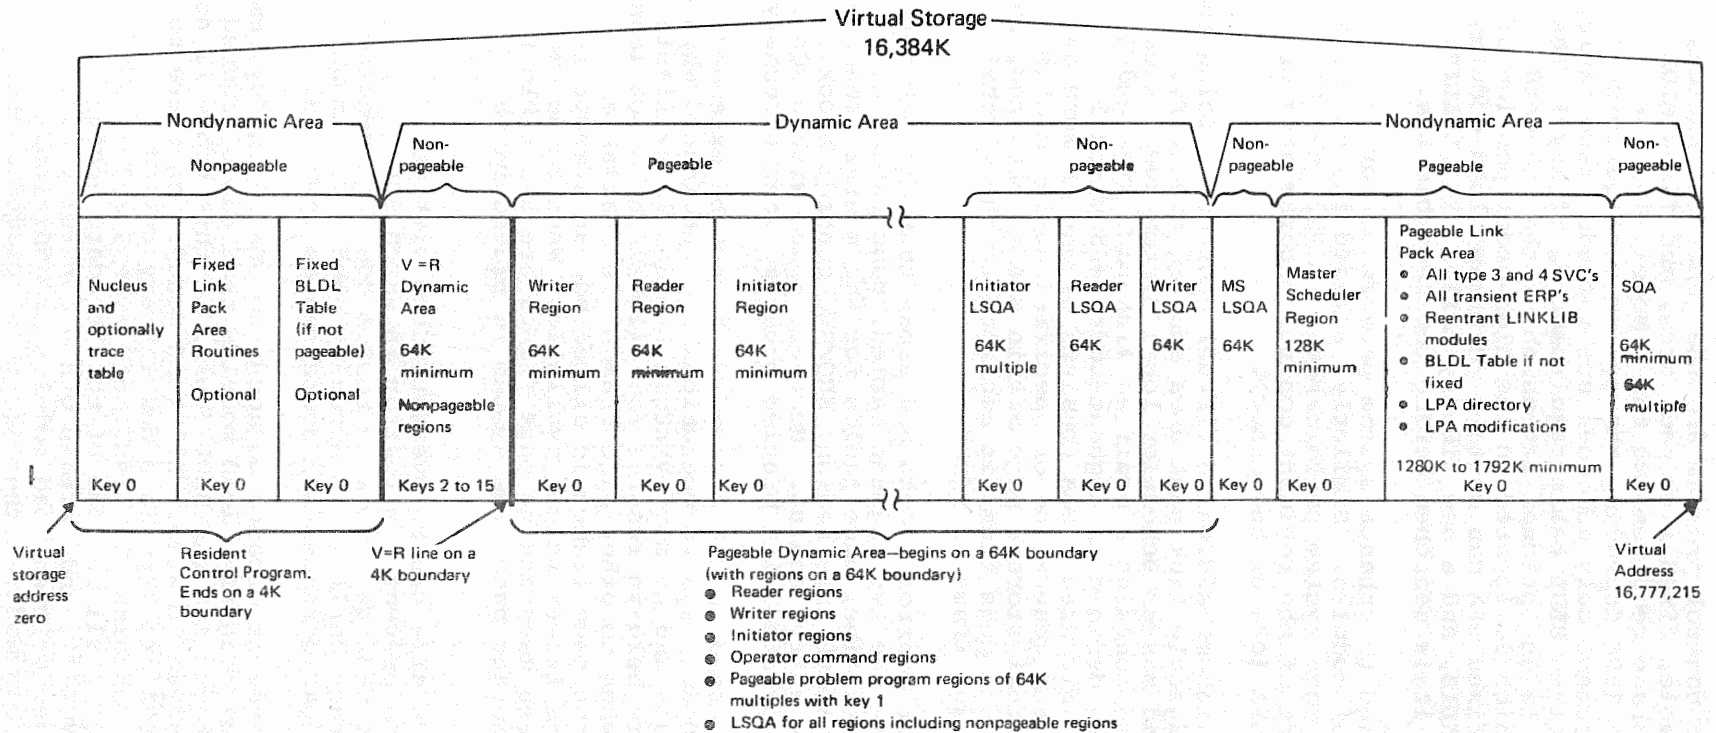 Virtual Storage
16,384K
Nondynamic Area
Dynamic Area
Nondynamic Area
Nonpageable
Non-
pageable
Pageable
Non-
pageable
Non-
pageable
Pageable
Non-
pageable
Nucleus
and
optionally
trace
table
Key 0
Fixed
Link
Pack
Area
Routines
Optional
Key 0
Fixed
BLDL
Table
(if not
pageable)
Optional
Key 0
V=R
Dynamic
Area
64K
minimum
Nonpageable
regions
Keys 2 to 15
Writer
Region
64K
minimum
Key 0
Reader
Region
64K
minimum
Key 0
Initiator
Region
64K
minimum
Key 0
Initiator
LSQA
64K
multiple
Key 0
Reader
LSQA
64K
Key 0
Writer
LSQA
64K
Key 0
MS
LSQA
64K
Key 0
Master
Scheduler
Region
128K
minimum
Key 0
Pageable Link
Pack Area
● All type 3 and 4 SVC's
● All transient ERP's
● Reentrant LINKLIB
modules
● BLDL Table if not
fixed
● LPA directory
● LPA modifications
1280K to 1792K minimum
Key 0
SQA
64K
minimum
64K
multiple
Key 0
Virtual
storage
address
zero
Resident
Control Program.
Ends on a 4K
boundary
V=R line on a
4K boundary
Pageable Dynamic Area—begins on a 64K boundary
(with regions on a 64K boundary)
● Reader regions
● Writer regions
● Initiator regions
● Operator command regions
● Pageable problem program regions of 64K
multiples with key 1
● LSQA for all regions including nonpageable regions
Virtual
Address
16,777,215